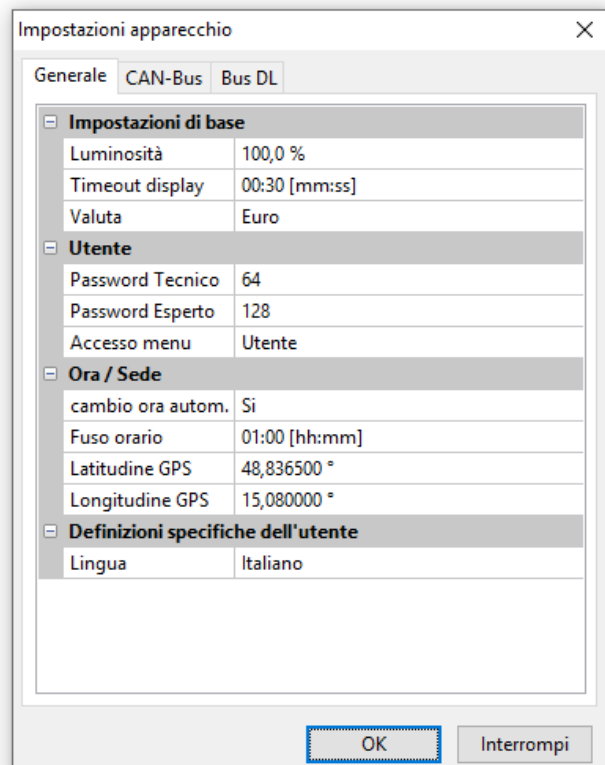 Impostazioni apparecchio
Generale CAN-Bus Bus DL
Impostazioni di base
Luminosità 100,0 %
Timeout display 00:30 [mm:ss]
Valuta Euro
Utente
Password Tecnico 64
Password Esperto 128
Accesso menu Utente
Ora / Sede
cambio ora autom. Si
Fuso orario 01:00 [hh:mm]
Latitudine GPS 48,836500 °
Longitudine GPS 15,080000 °
Definizioni specifiche dell'utente
Lingua Italiano
OK Interrompi